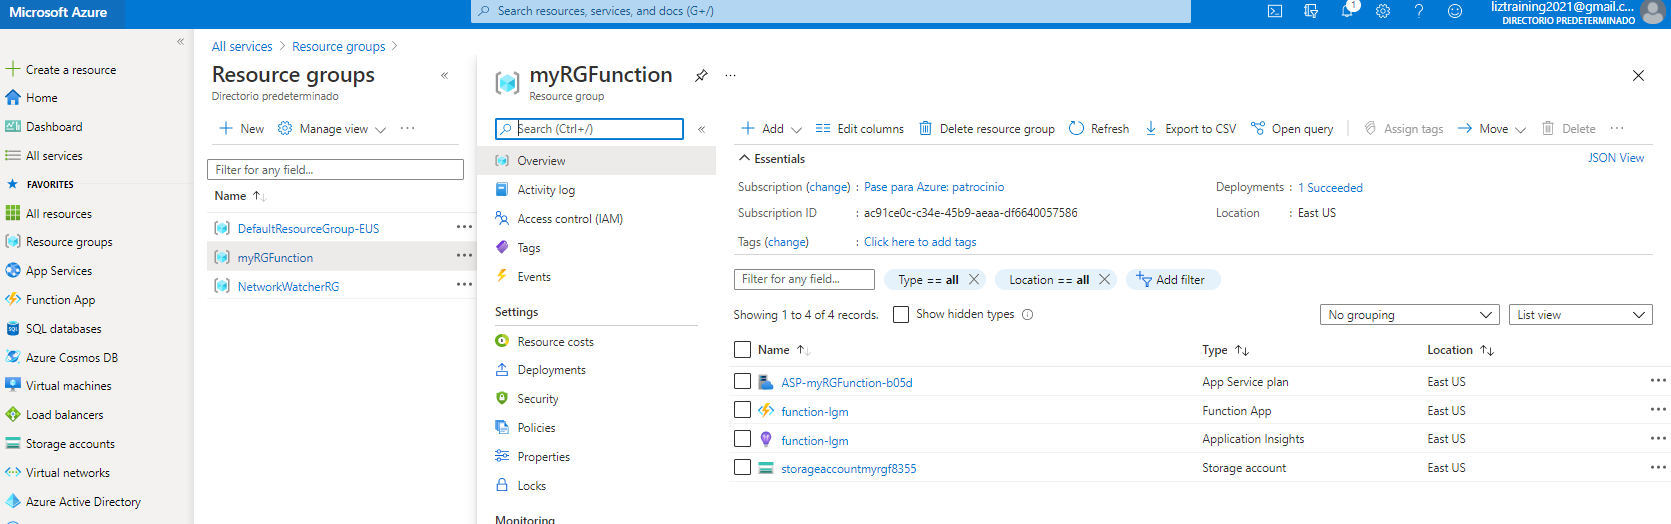 Microsoft Azure
Search resources, services, and docs (G+/)
1
liztraining2021@gmail.c...
DIRECTORIO PREDETERMINADO
«
Create a resource
Home
Dashboard
All services
FAVORITES
All resources
Resource groups
App Services
Function App
SQL databases
Azure Cosmos DB
Virtual machines
Load balancers
Storage accounts
Virtual networks
Azure Active Directory
All services > Resource groups >
Resource groups «
Directorio predeterminado
New Manage view ...
Filter for any field...
Name
DefaultResourceGroup-EUS ...
myRGFunction ...
NetworkWatcherRG ...
myRGFunction ...
Resource group
Search (Ctrl+/) «
Overview
Activity log
Access control (IAM)
Tags
Events
Settings
Resource costs
Deployments
Security
Policies
Properties
Locks
Monitoring
Add Edit columns Delete resource group Refresh Export to CSV Open query Assign tags Move Delete ...
Essentials JSON View
Subscription (change) : Pase para Azure: patrocinio Deployments : 1 Succeeded
Subscription ID : ac91ce0c-c34e-45b9-aeaa-df6640057586 Location : East US
Tags (change) : Click here to add tags
Filter for any field... Type == all Location == all Add filter
Showing 1 to 4 of 4 records. Show hidden types No grouping List view
Name Type Location
ASP-myRGFunction-b05d App Service plan East US ...
function-lgm Function App East US ...
function-lgm Application Insights East US ...
storageaccountmyrgf8355 Storage account East US ...